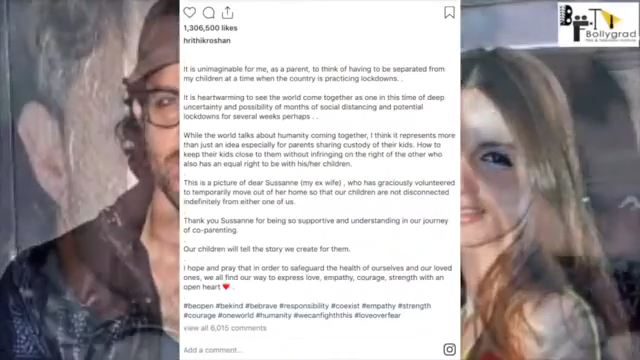 B F-T
Bollygrad
1,306,500 likes
hrithikroshan
It is unimaginable for me, as a parent, to think of having to be separated from
my children at a time when the country is practicing lockdowns. .
.
It is heartwarming to see the world come together as one in this time of deep
uncertainty and possibility of months of social distancing and potential
lockdowns for several weeks perhaps . .
.
While the world talks about humanity coming together, I think it represents more
than just an idea especially for parents sharing custody of their kids. How to
keep their kids close to them without infringing on the right of the other who
also has an equal right to be with his/her children.
.
This is a picture of dear Sussanne (my ex wife) , who has graciously volunteered
to temporarily move out of her home so that our children are not disconnected
indefinitely from either one of us.
.
Thank you Sussanne for being so supportive and understanding in our journey
of co-parenting.
.
Our children will tell the story we create for them.
.
I hope and pray that in order to safeguard the health of ourselves and our loved
ones, we all find our way to express love, empathy, courage, strength with an
open heart ❤️ .
.
#beopen #bekind #bebrave #responsibility #coexist #empathy #strength
#courage #oneworld #humanity #wecanfightthis #loveoverfear
view all 6,015 comments
Add a comment...